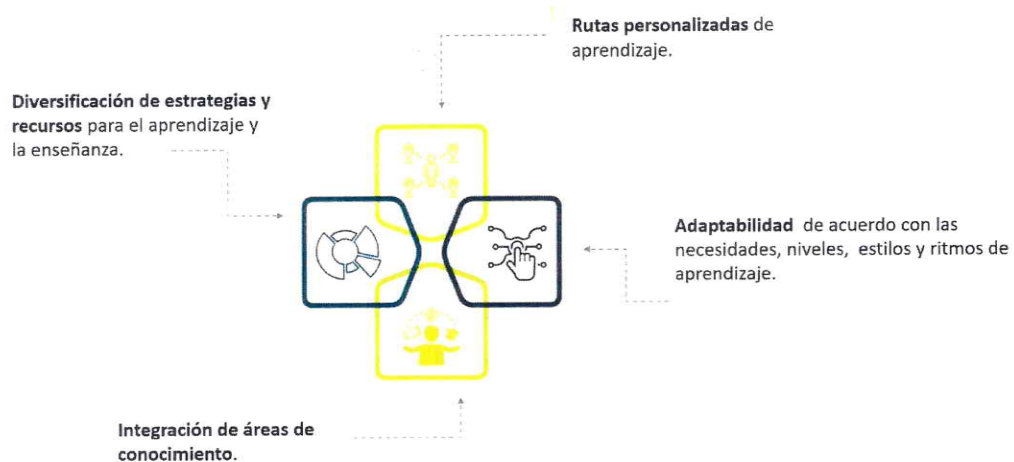 Rutas personalizadas de
aprendizaje.
Diversificación de estrategias y
recursos para el aprendizaje y
la enseñanza.
Adaptabilidad de acuerdo con las
necesidades, niveles, estilos y ritmos de
aprendizaje.
Integración de áreas de
conocimiento.